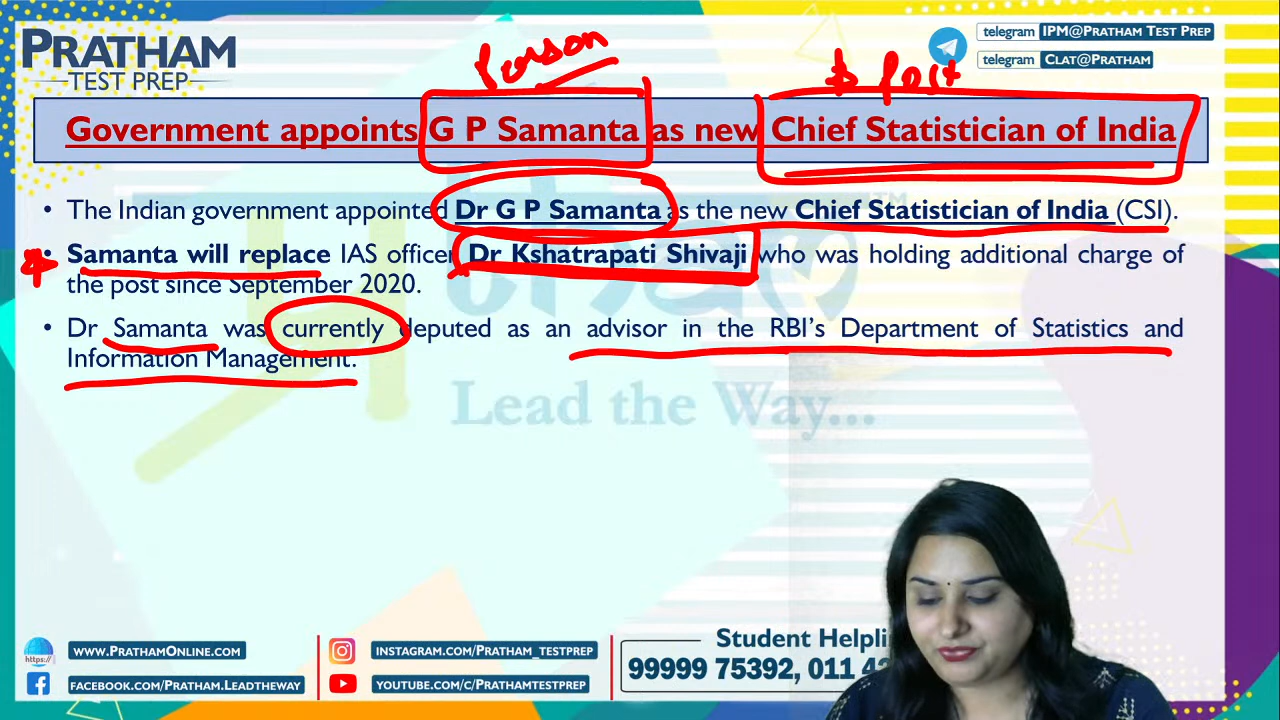 PRATHAM
TEST PREP
telegram IPM@PRATHAM TEST PREP
telegram CLAT@PRATHAM
Person
Post
Government appoints G P Samanta as new Chief Statistician of India
• The Indian government appointed Dr G P Samanta as the new Chief Statistician of India (CSI).
• Samanta will replace IAS officer Dr Kshatrapati Shivaji who was holding additional charge of
the post since September 2020.
• Dr Samanta was currently deputed as an advisor in the RBI's Department of Statistics and
Information Management.
Lead the Way...
TM
https://
WWW.PRATHAMONLINE.COM
FACEBOOK.COM/PRATHAM.LEADTHEWAY
INSTAGRAM.COM/PRATHAM_TESTPREP
YOUTUBE.COM/C/PRATHAMTESTPREP
Student
99999 75392, 011